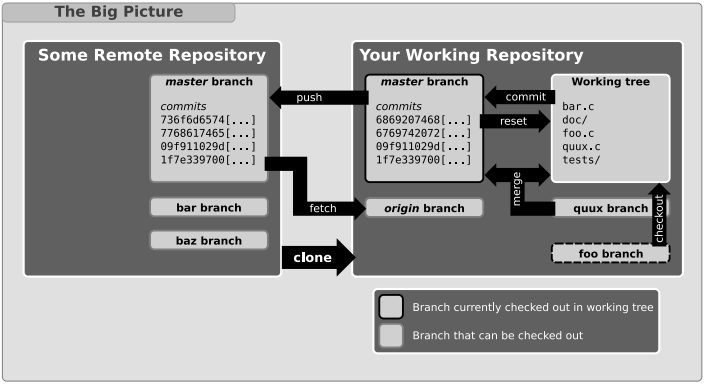 The Big Picture
Some Remote Repository
master branch
commits
736f6d6574[...]
7768617465[...]
09f911029d[...]
1f7e339700[...]
bar branch
baz branch
push
fetch
clone
Your Working Repository
master branch
commits
6869207468[...]
6769742072[...]
09f911029d[...]
1f7e339700[...]
origin branch
commit
reset
merge
Working tree
bar.c
doc/
foo.c
quux.c
tests/
quux branch
checkout
foo branch
Branch currently checked out in working tree
Branch that can be checked out